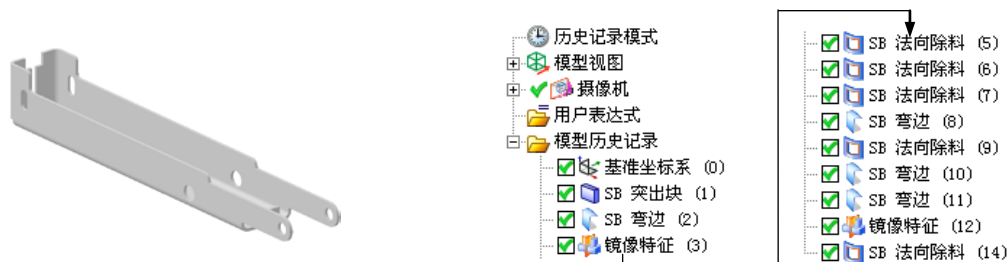 历史记录模式
模型视图
摄像机
用户表达式
模型历史记录
基准坐标系 (0)
SB 突出块 (1)
SB 弯边 (2)
镜像特征 (3)
SB 法向除料 (5)
SB 法向除料 (6)
SB 法向除料 (7)
SB 弯边 (8)
SB 法向除料 (9)
SB 弯边 (10)
SB 弯边 (11)
镜像特征 (12)
SB 法向除料 (14)